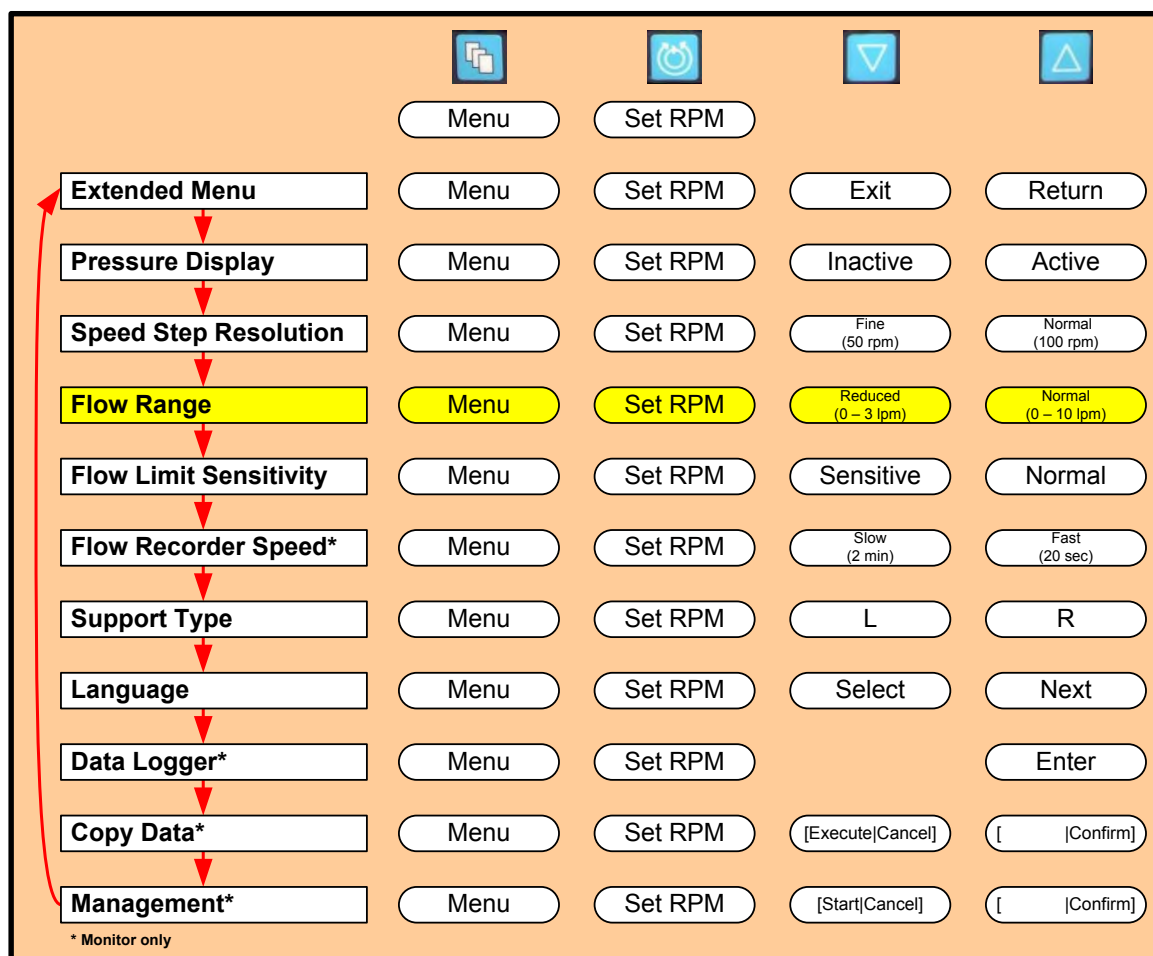 Menu Set RPM
Extended Menu Menu Set RPM Exit Return
Pressure Display Menu Set RPM Inactive Active
Speed Step Resolution Menu Set RPM Fine (50 rpm) Normal (100 rpm)
Flow Range Menu Set RPM Reduced (0 – 3 lpm) Normal (0 – 10 lpm)
Flow Limit Sensitivity Menu Set RPM Sensitive Normal
Flow Recorder Speed* Menu Set RPM Slow (2 min) Fast (20 sec)
Support Type Menu Set RPM L R
Language Menu Set RPM Select Next
Data Logger* Menu Set RPM Enter
Copy Data* Menu Set RPM [Execute|Cancel] [ |Confirm]
Management* Menu Set RPM [Start|Cancel] [ |Confirm]
* Monitor only